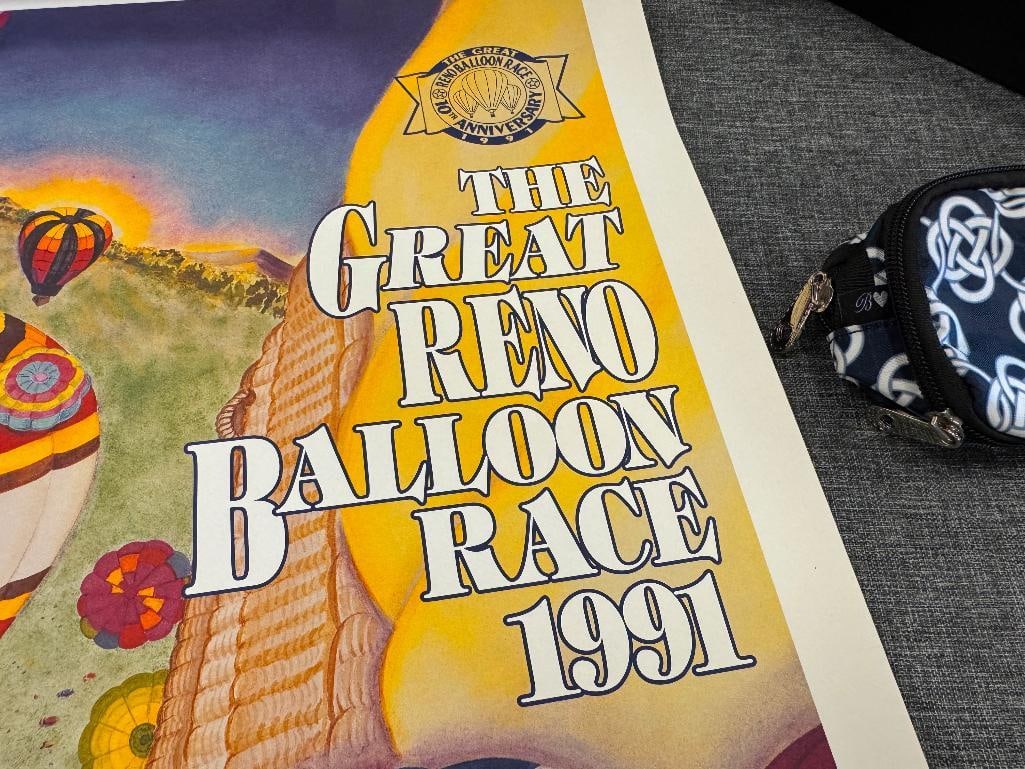 THE GREAT
RENO BALLOON RACE
10TH ANNIVERSARY
1991
THE
GREAT
RENO
BALLOON
RACE
1991
B